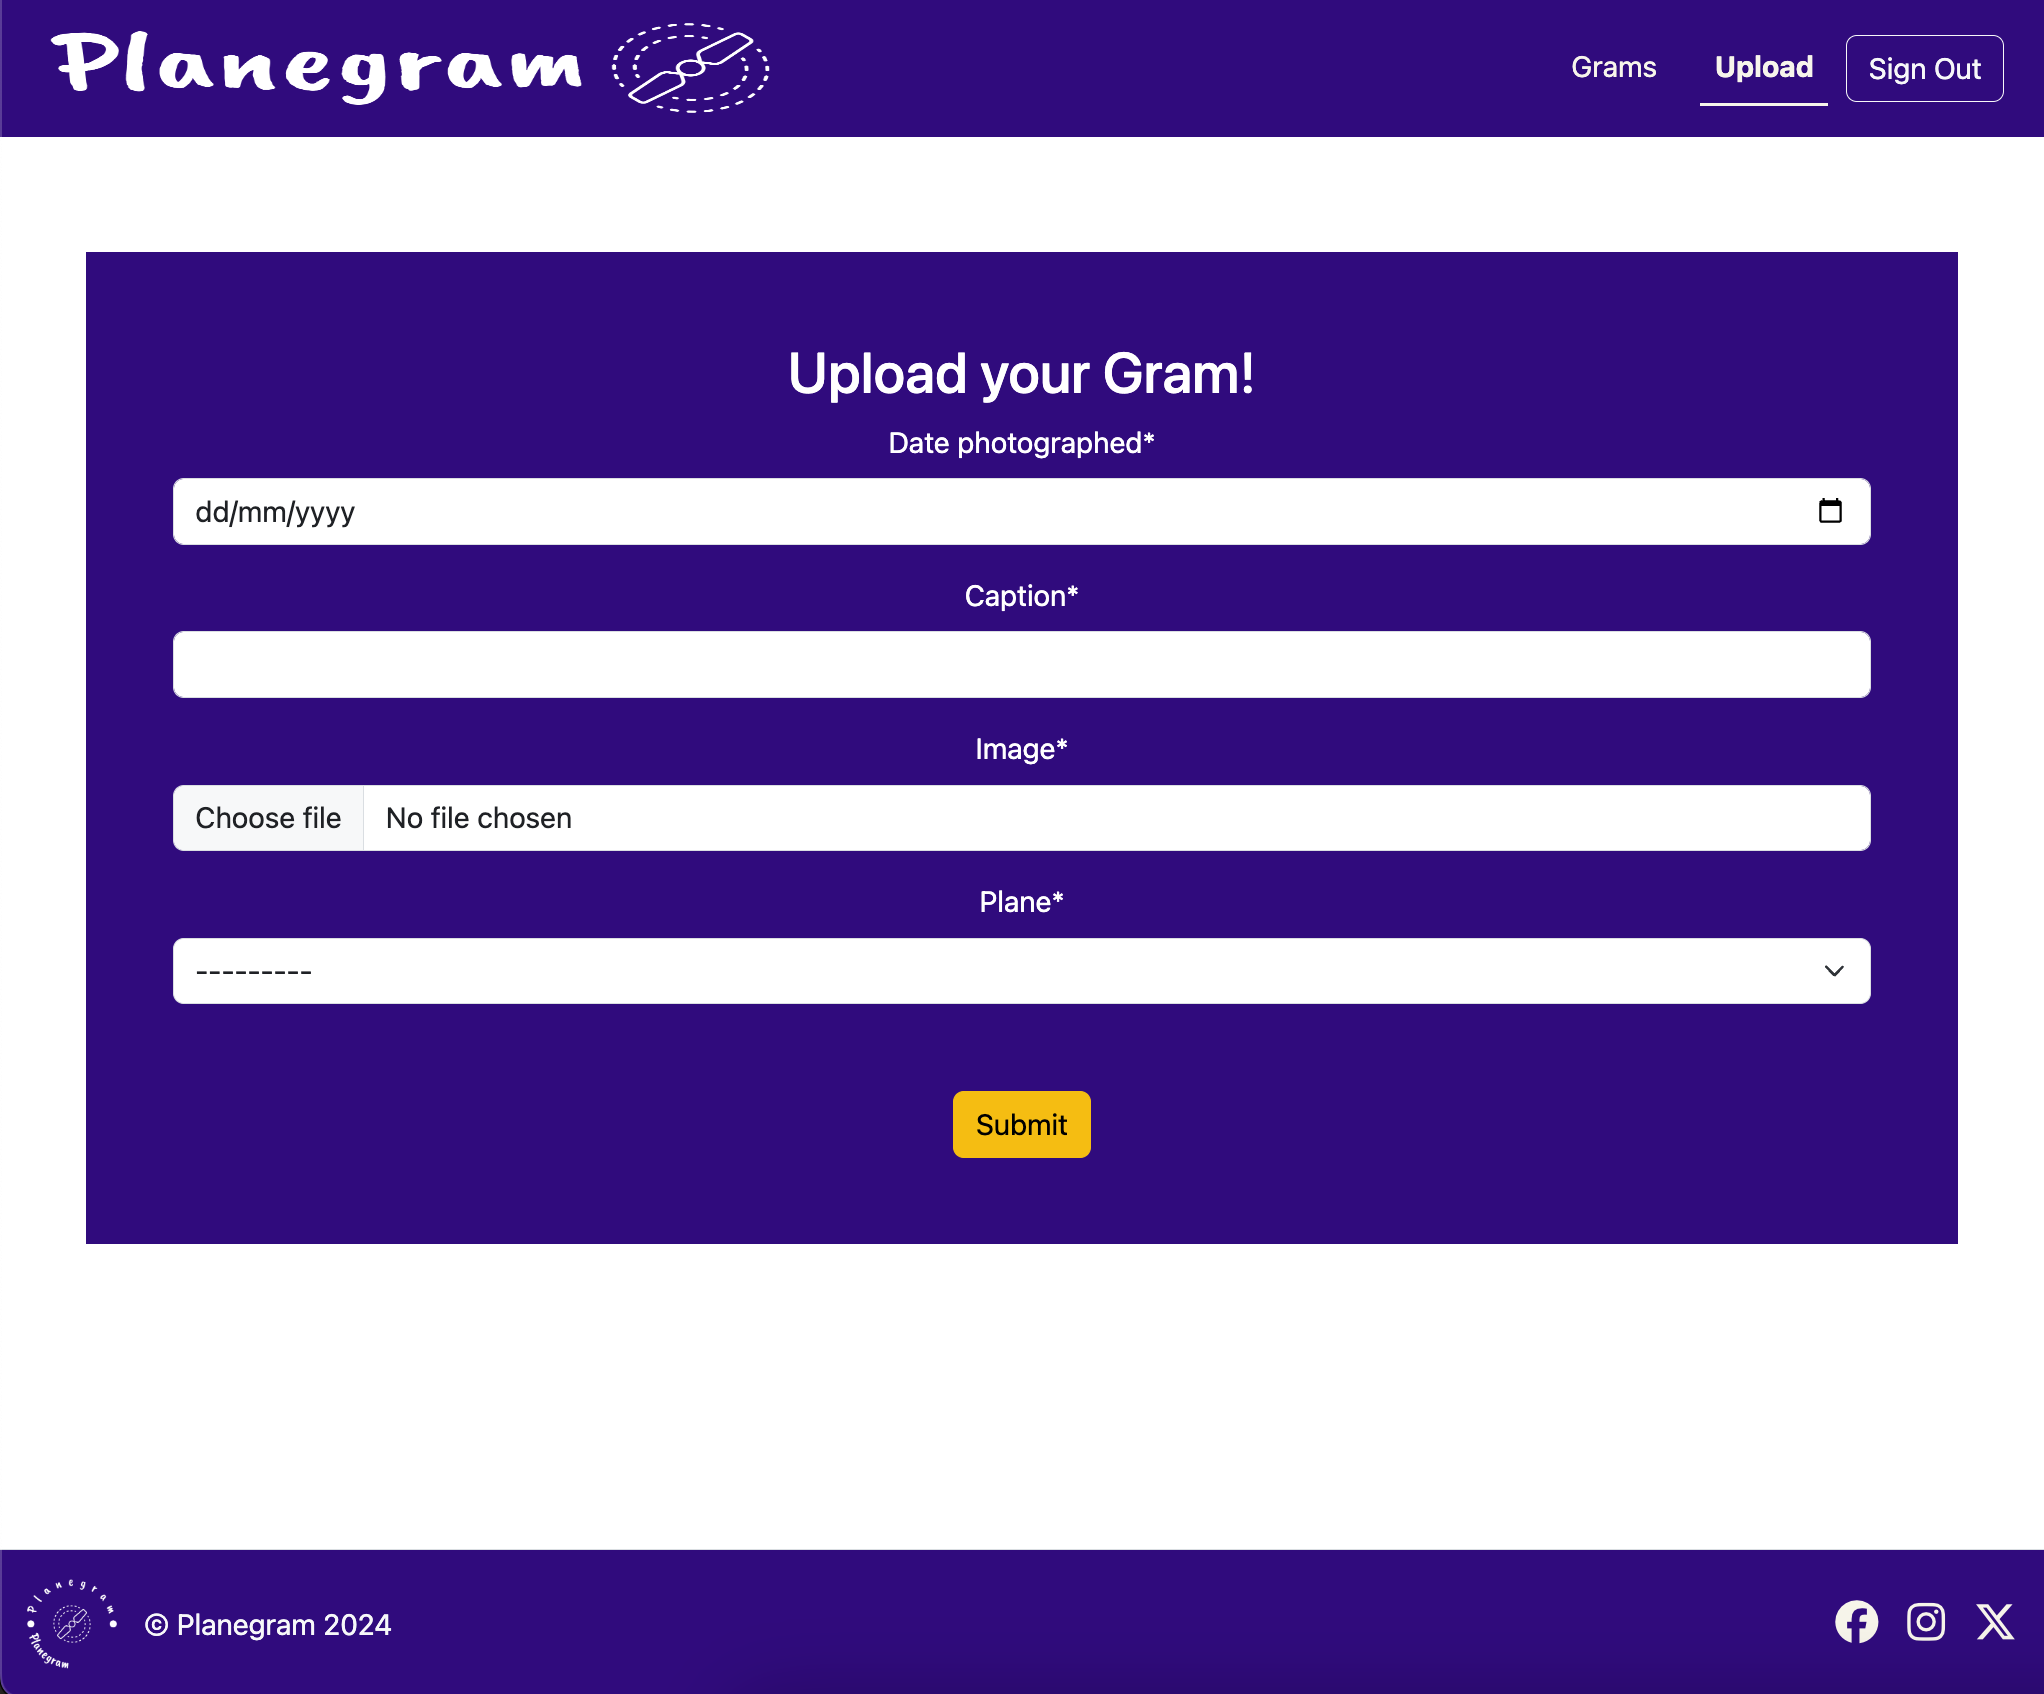 Planegram
Grams
Upload
Sign Out
Upload your Gram!
Date photographed*
dd/mm/yyyy
Caption*
Image*
Choose file
No file chosen
Plane*
---------
Submit
Planegram
Planegram
© Planegram 2024